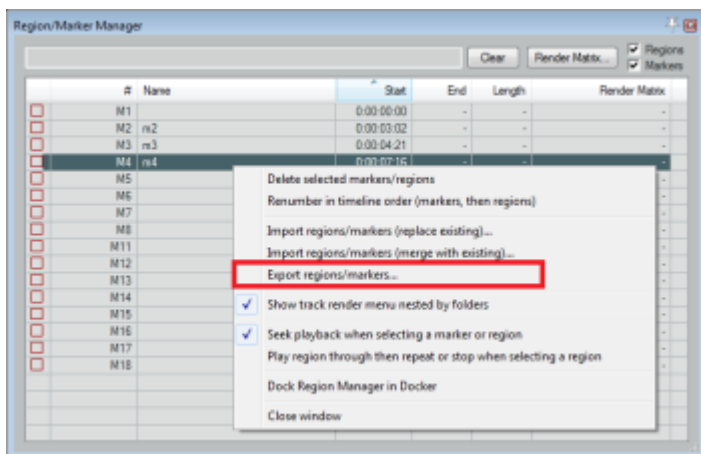 Region/Marker Manager
Clear
Render Matrix...
Regions
Markers
# Name Start End Length Render Matrix
M1 0:00:00:00 - - -
M2 m2 0:00:03:02 - - -
M3 m3 0:00:04:21 - - -
M4 m4 0:00:07:16 - - -
M5 -
M6 -
M7 -
M8 -
M11 -
M12 -
M13 -
M14 -
M15 -
M16 -
M17 -
M18 -
Delete selected markers/regions
Renumber in timeline order (markers, then regions)
Import regions/markers (replace existing)...
Import regions/markers (merge with existing)...
Export regions/markers...
Show track render menu nested by folders
Seek playback when selecting a marker or region
Play region through then repeat or stop when selecting a region
Dock Region Manager in Docker
Close window